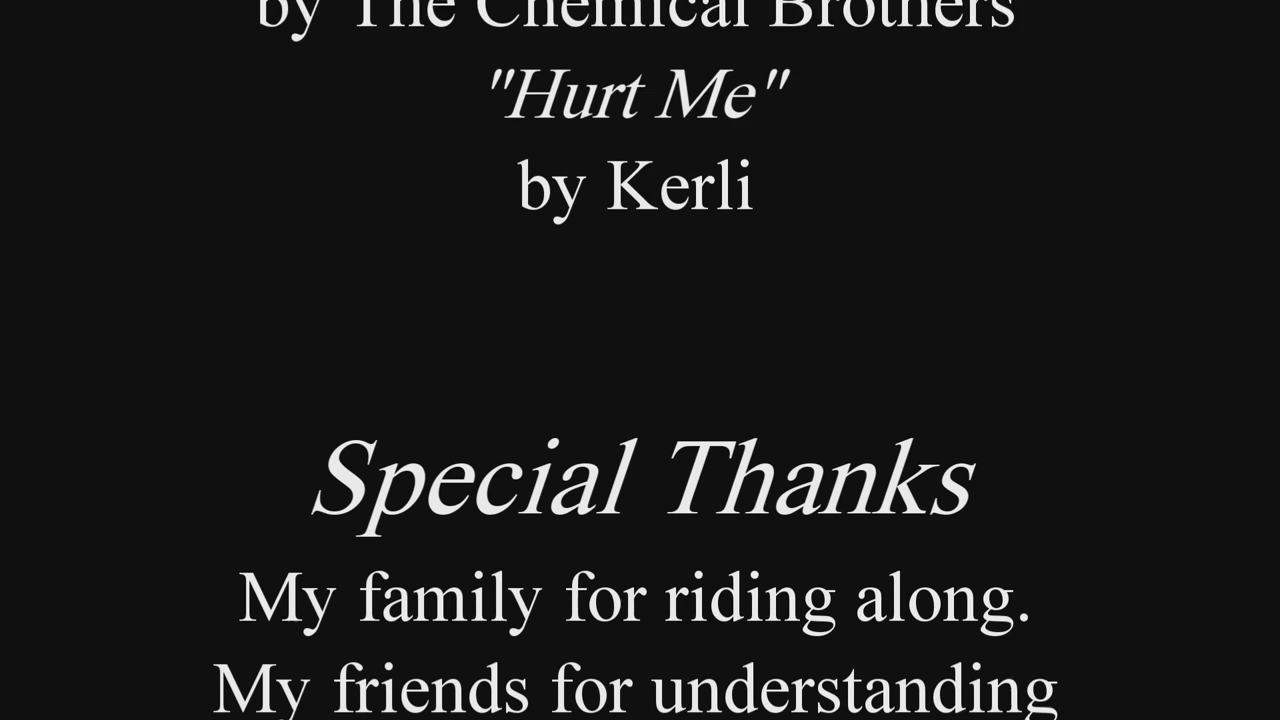 by The Chemical Brothers
"Hurt Me"
by Kerli
Special Thanks
My family for riding along.
My friends for understanding